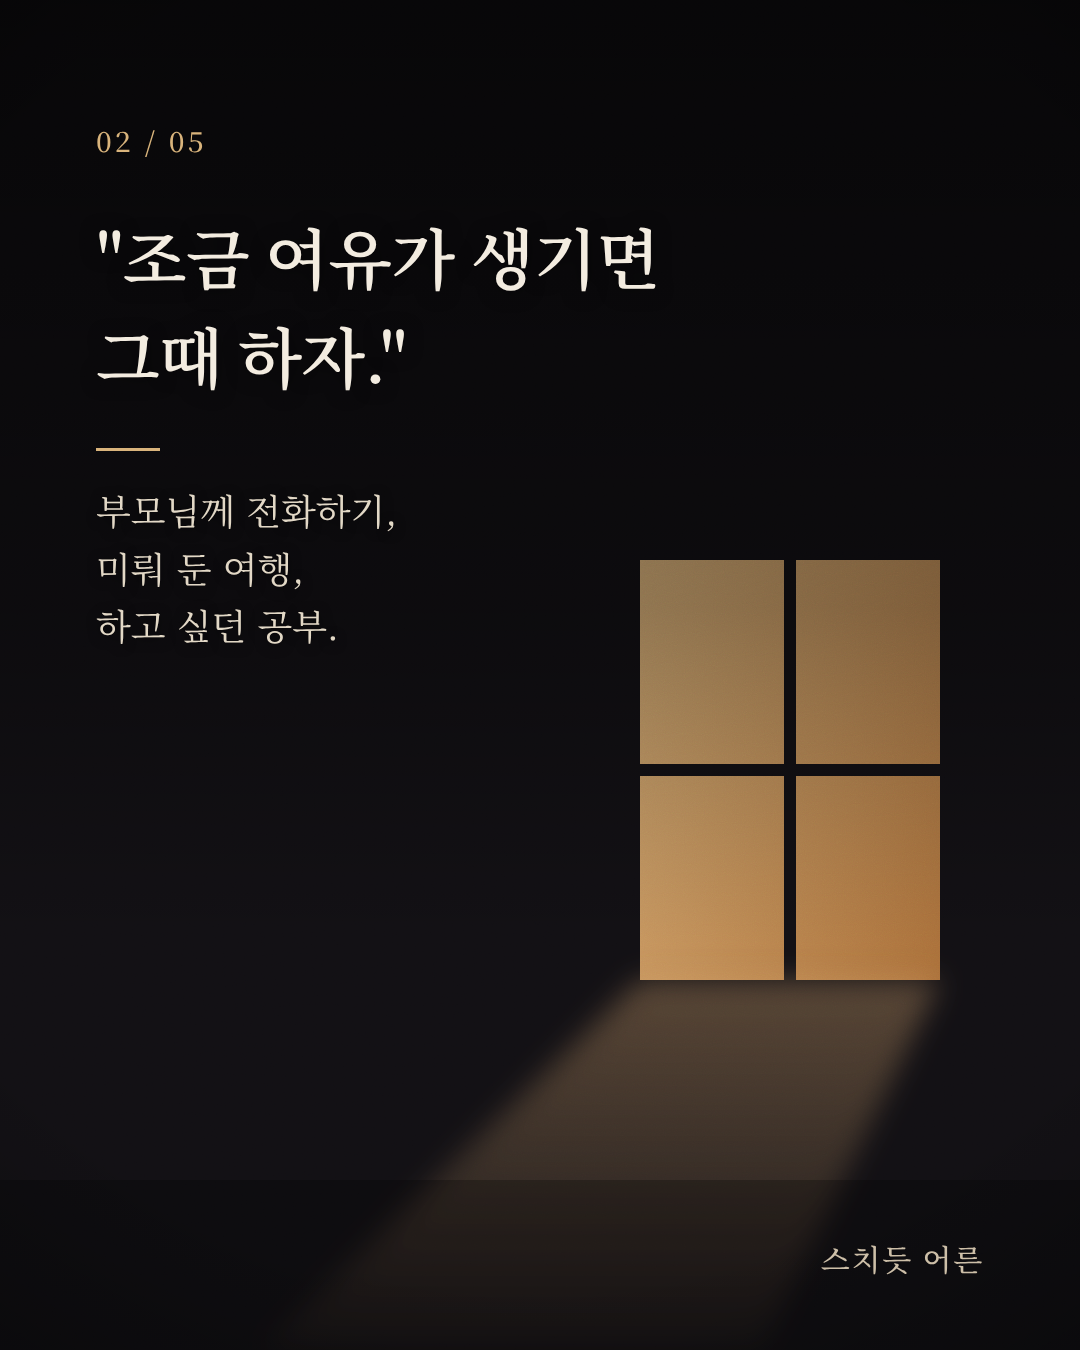 02 / 05
"조금 여유가 생기면
그때 하자."
부모님께 전화하기,
미뤄 둔 여행,
하고 싶던 공부.
스치듯 어른